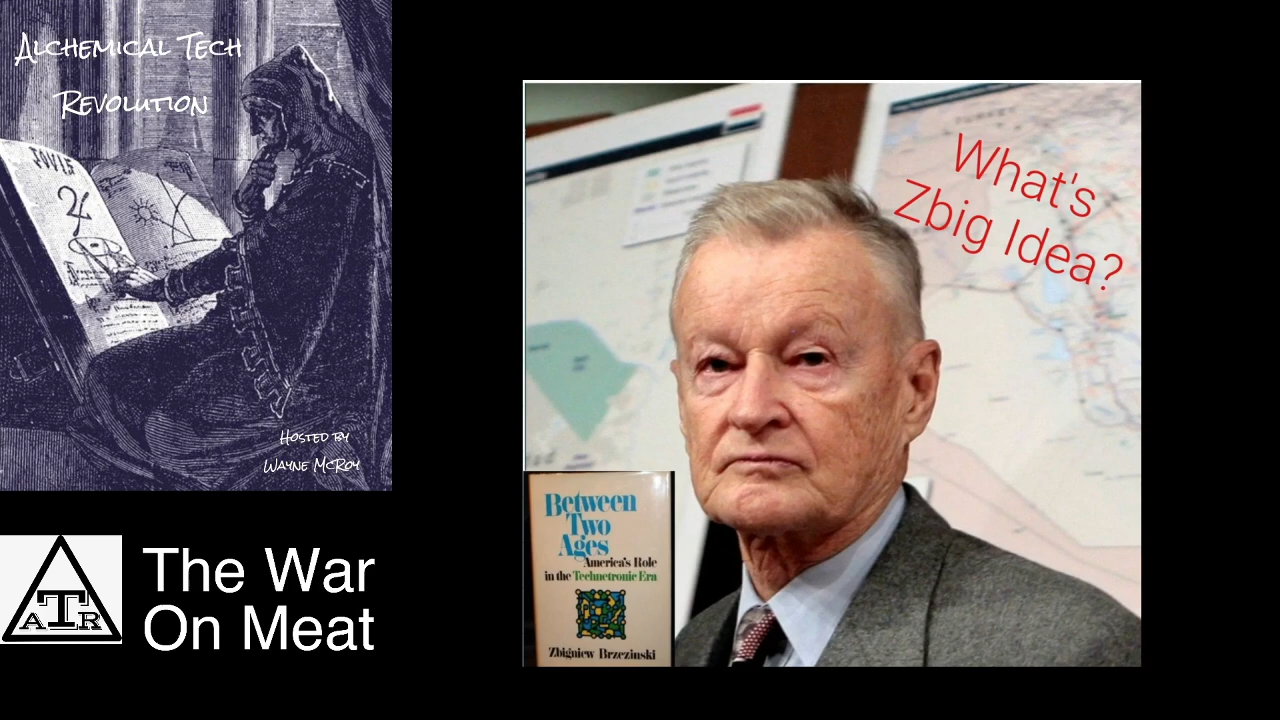 Alchemical Tech
Revolution
Hosted by
Wayne McRoy
ATR
The War
On Meat
What's
Zbig Idea?
TURKEY
Between
Two
Ages
America's Role
in the Technetronic Era
Zbigniew Brzezinski